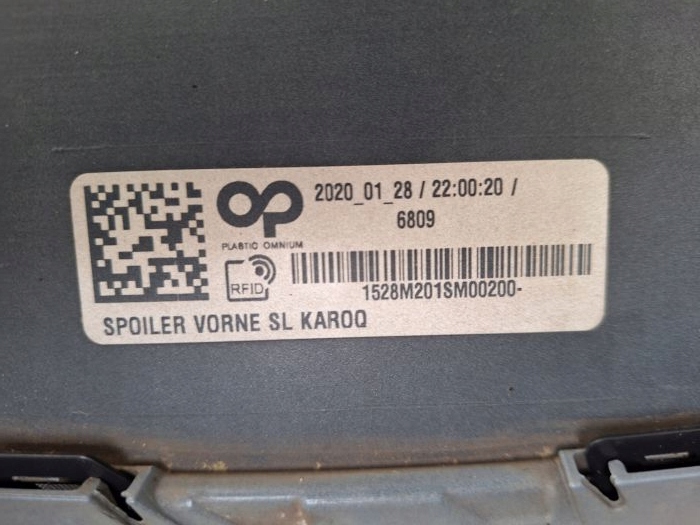 2020_01_28 / 22:00:20 /
6809
PLASTIC OMNIUM
RFID
1528M201SM00200-
SPOILER VORNE SL KAROQ